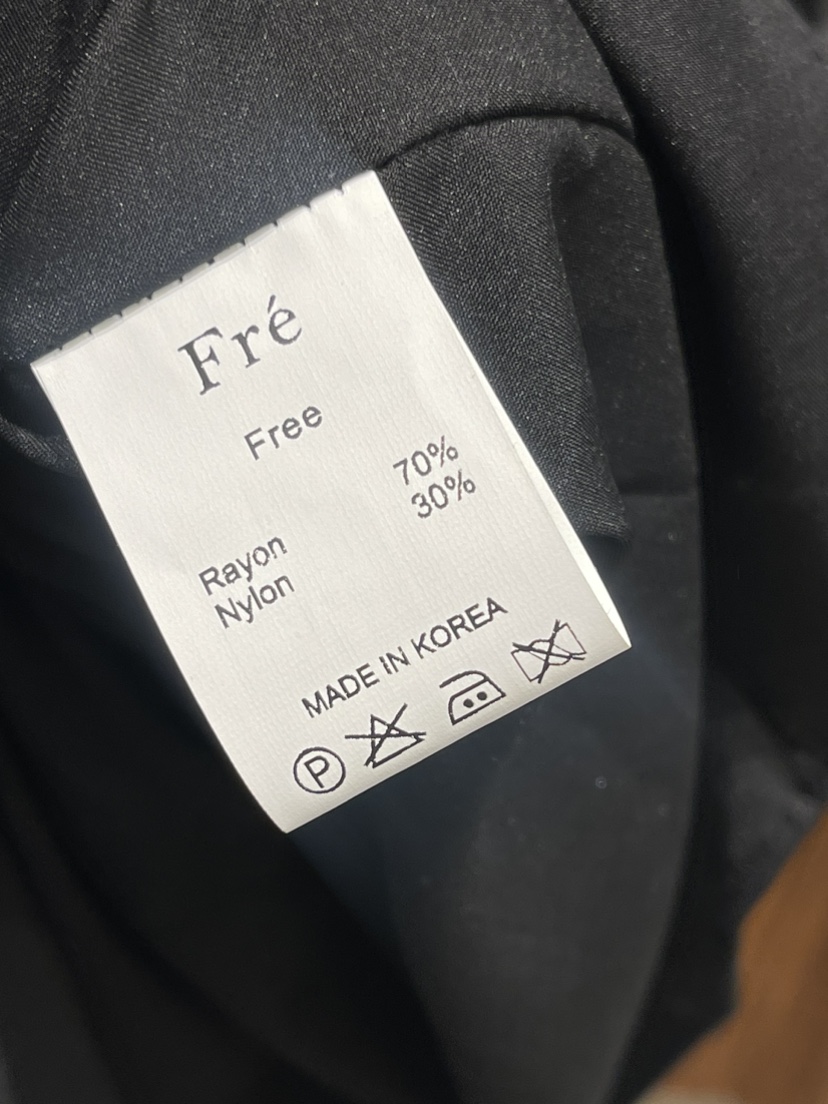 Fré
Free
70%
30%
Rayon
Nylon
MADE IN KOREA
P